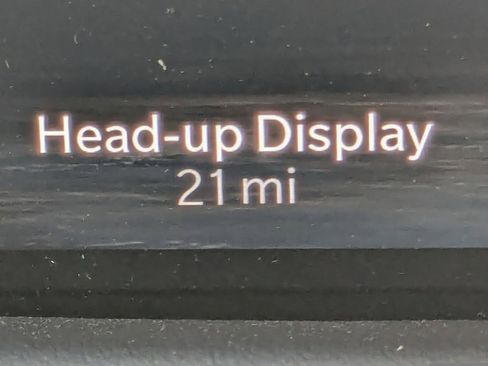 Head-up Display
21 mi